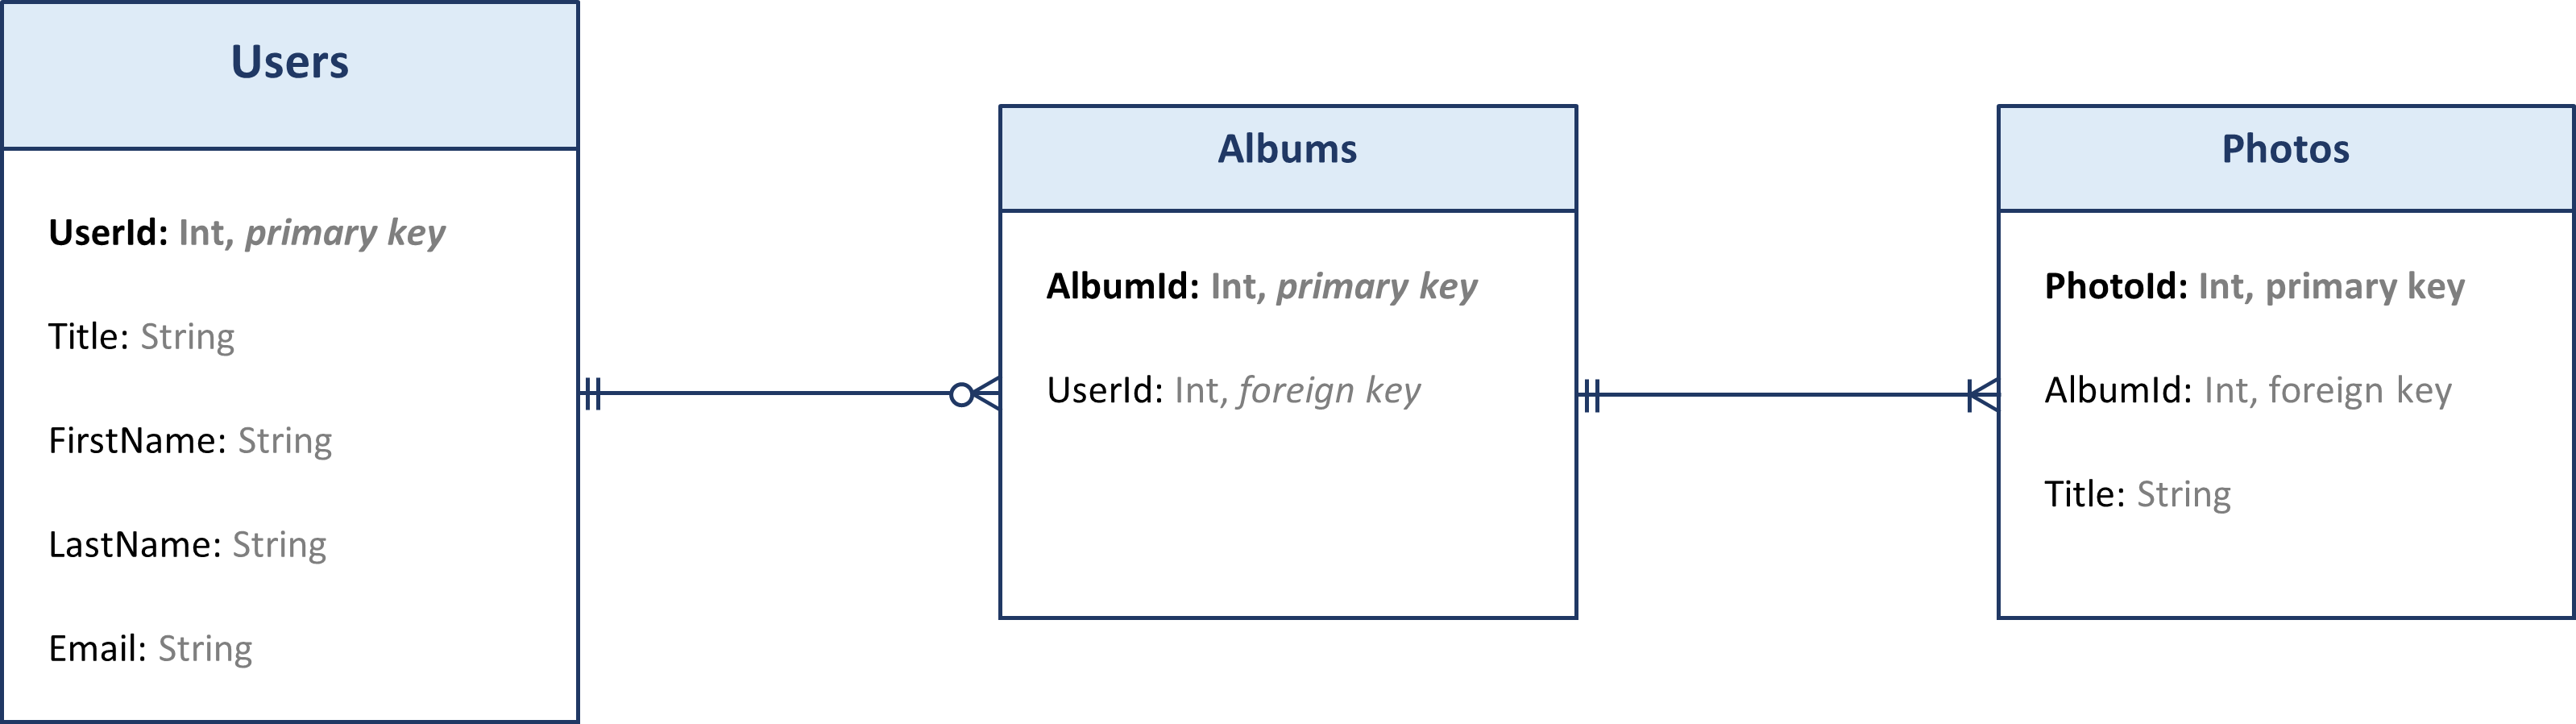 Users
UserId: Int, primary key
Title: String
FirstName: String
LastName: String
Email: String
Albums
AlbumId: Int, primary key
UserId: Int, foreign key
Photos
PhotoId: Int, primary key
AlbumId: Int, foreign key
Title: String